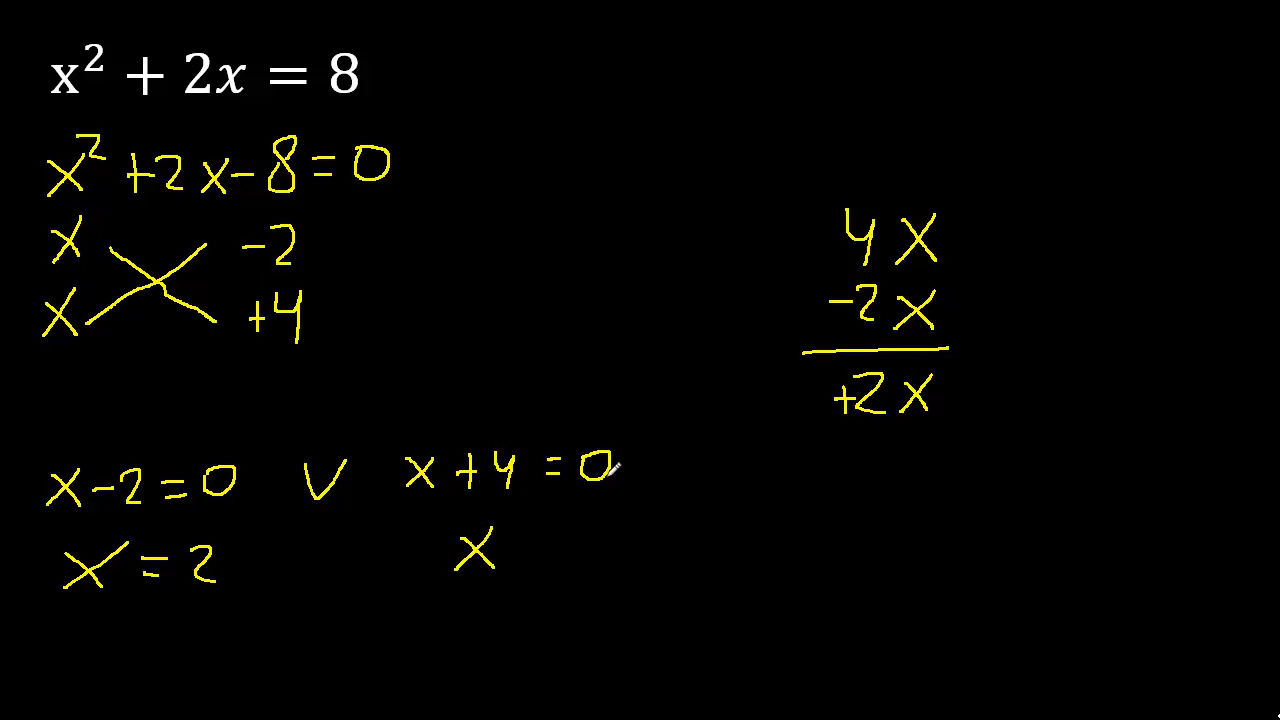 x² + 2x = 8
x² + 2x - 8 = 0
x -2
x +4
4x
-2x
+2x
x - 2 = 0 V x + 4 = 0
x = 2 x